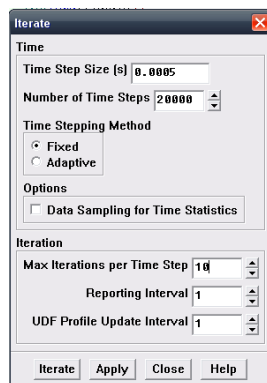 Iterate
Time
Time Step Size (s) 0.0005
Number of Time Steps 20000
Time Stepping Method
Fixed
Adaptive
Options
Data Sampling for Time Statistics
Iteration
Max Iterations per Time Step 10
Reporting Interval 1
UDF Profile Update Interval 1
Iterate Apply Close Help